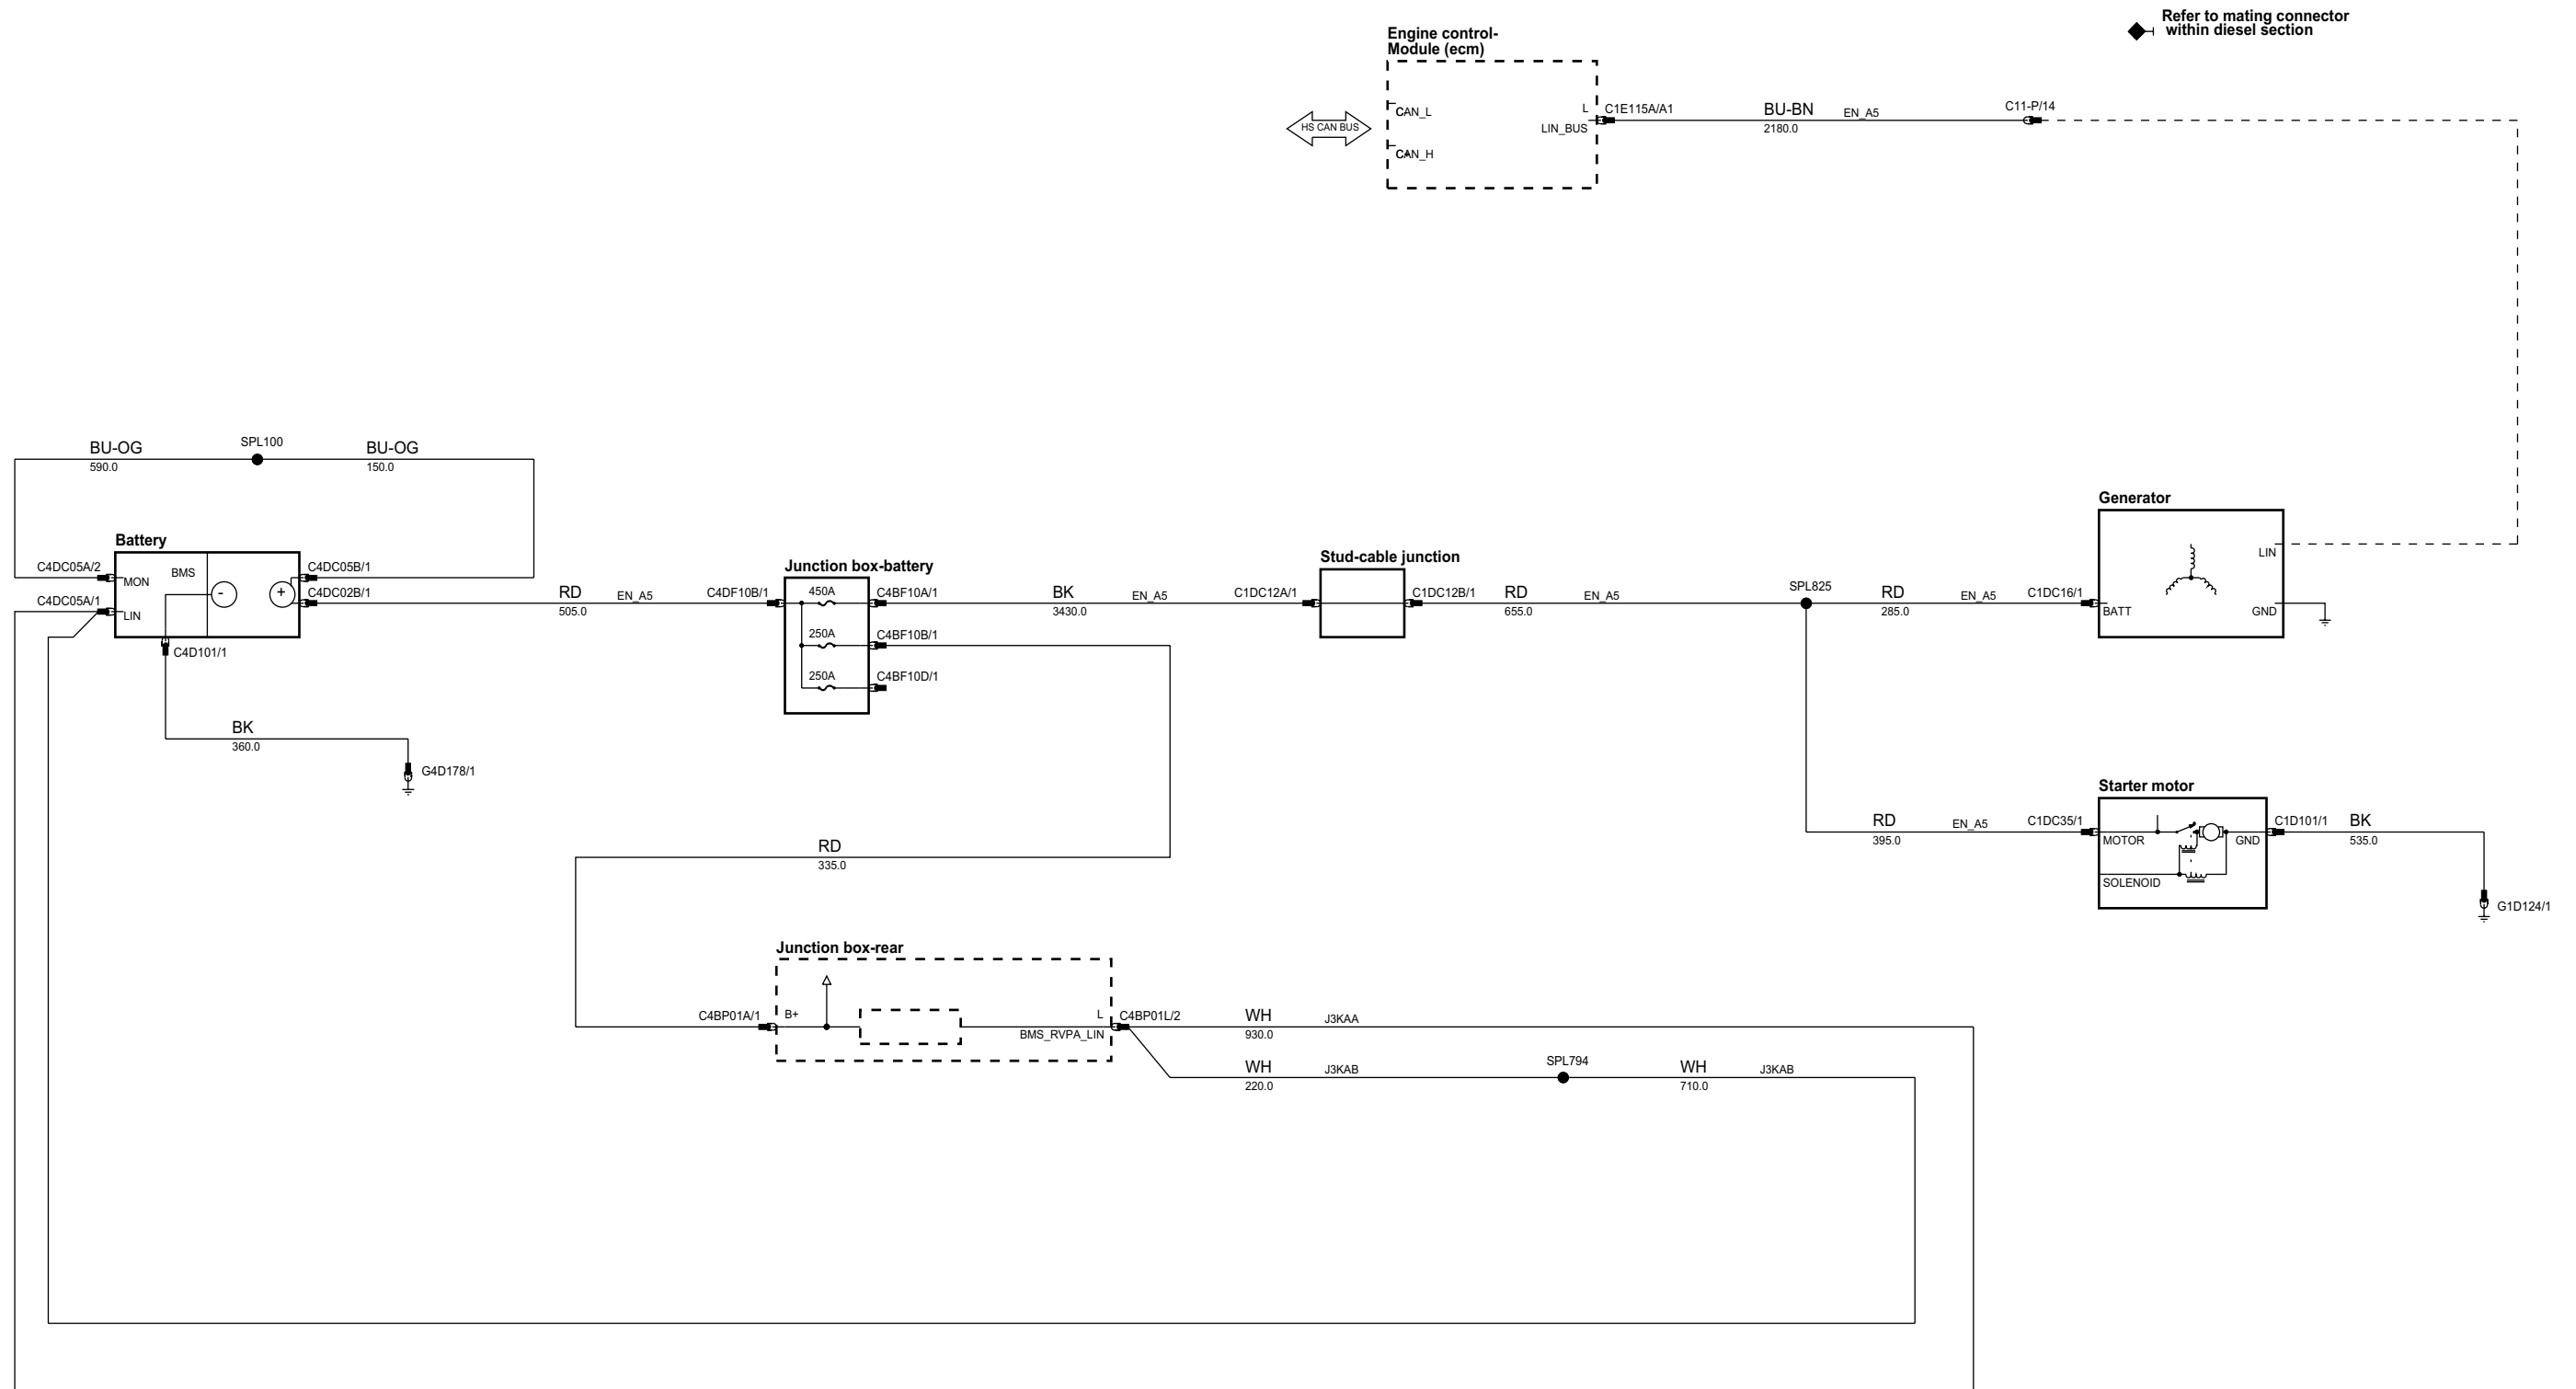 Refer to mating connector
within diesel section
Engine control-
Module (ecm)
HS CAN BUS
CAN_L
CAN_H
L
LIN_BUS
C1E115A/A1
BU-BN
2180.0
EN_A5
C11-P/14
BU-OG
590.0
SPL100
BU-OG
150.0
Battery
C4DC05A/2
MON
BMS
-
+
C4DC05B/1
C4DC05A/1
LIN
C4DC02B/1
C4D101/1
BK
360.0
G4D178/1
RD
505.0
EN_A5
Junction box-battery
C4DF10B/1
450A
C4BF10A/1
250A
C4BF10B/1
250A
C4BF10D/1
BK
3430.0
EN_A5
Stud-cable junction
C1DC12A/1
C1DC12B/1
RD
655.0
EN_A5
SPL825
RD
285.0
EN_A5
C1DC16/1
Generator
LIN
BATT
GND
Starter motor
RD
395.0
EN_A5
C1DC35/1
MOTOR
GND
SOLENOID
C1D101/1
BK
535.0
G1D124/1
RD
335.0
Junction box-rear
C4BP01A/1
B+
L
BMS_RVPA_LIN
C4BP01L/2
WH
930.0
J3KAA
WH
220.0
J3KAB
SPL794
WH
710.0
J3KAB